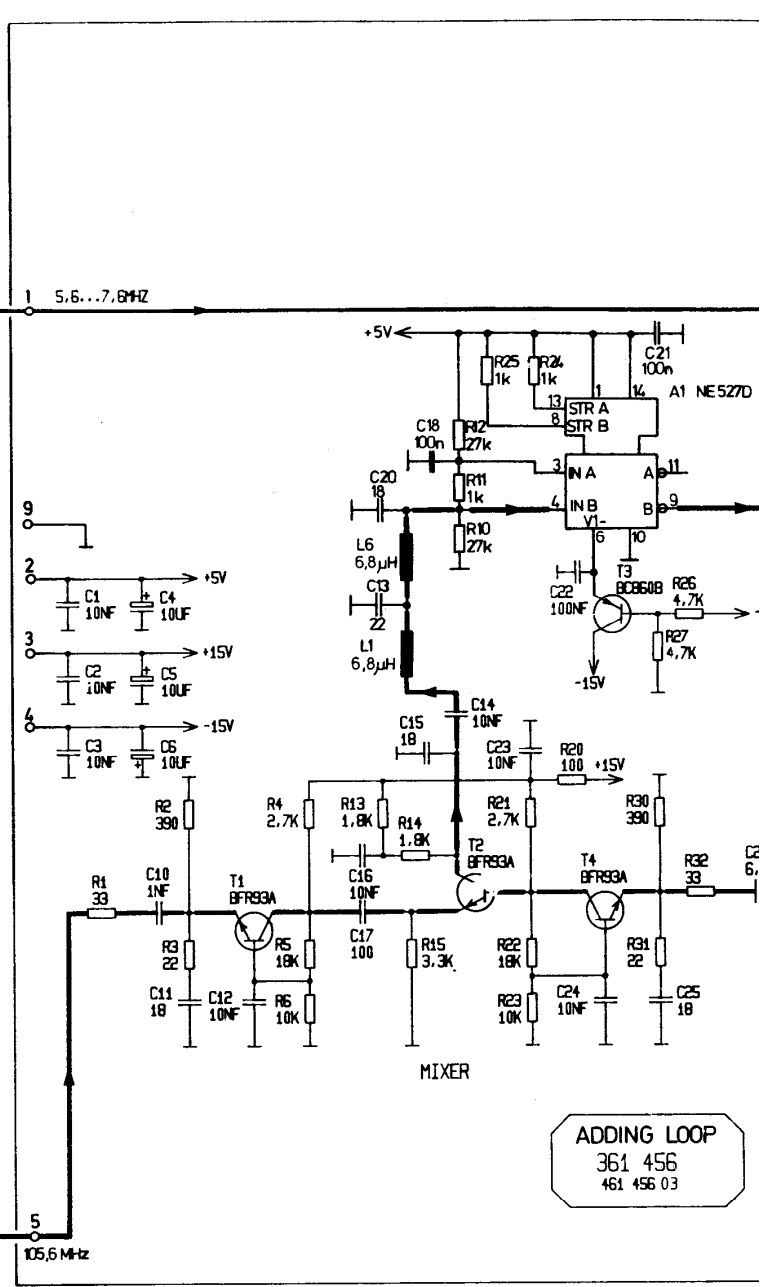 1 5,6...7,6MHZ
+5V
C21
100n
R25
1k
R24
1k
1
14
A1 NE527D
13
STR A
8
STR B
C18
100n
R12
27k
3
IN A
A
11
R11
1k
C20
18
4
IN B
B
9
V1-
6
10
9
L6
6,8µH
R10
27k
2
+5V
C1
10NF
C4
10UF
+
C13
22
C22
100NF
T3
BC860B
R26
4,7K
R27
4,7K
-15V
3
+15V
C2
10NF
C5
10UF
+
L1
6,8µH
4
-15V
C3
10NF
C6
10UF
+
C14
10NF
C15
18
C23
10NF
R20
100
+15V
R2
390
R4
2,7K
R13
1,8K
R14
1,8K
R21
2,7K
R30
390
T2
BFR93A
T4
BFR93A
R1
33
C10
1NF
T1
BFR93A
C16
10NF
R32
33
C17
100
R3
22
R5
18K
R15
3,3K
R22
18K
R31
22
C11
18
C12
10NF
R6
10K
R23
10K
C24
10NF
C25
18
MIXER
ADDING LOOP
361 456
461 456 03
5
105,6 MHz